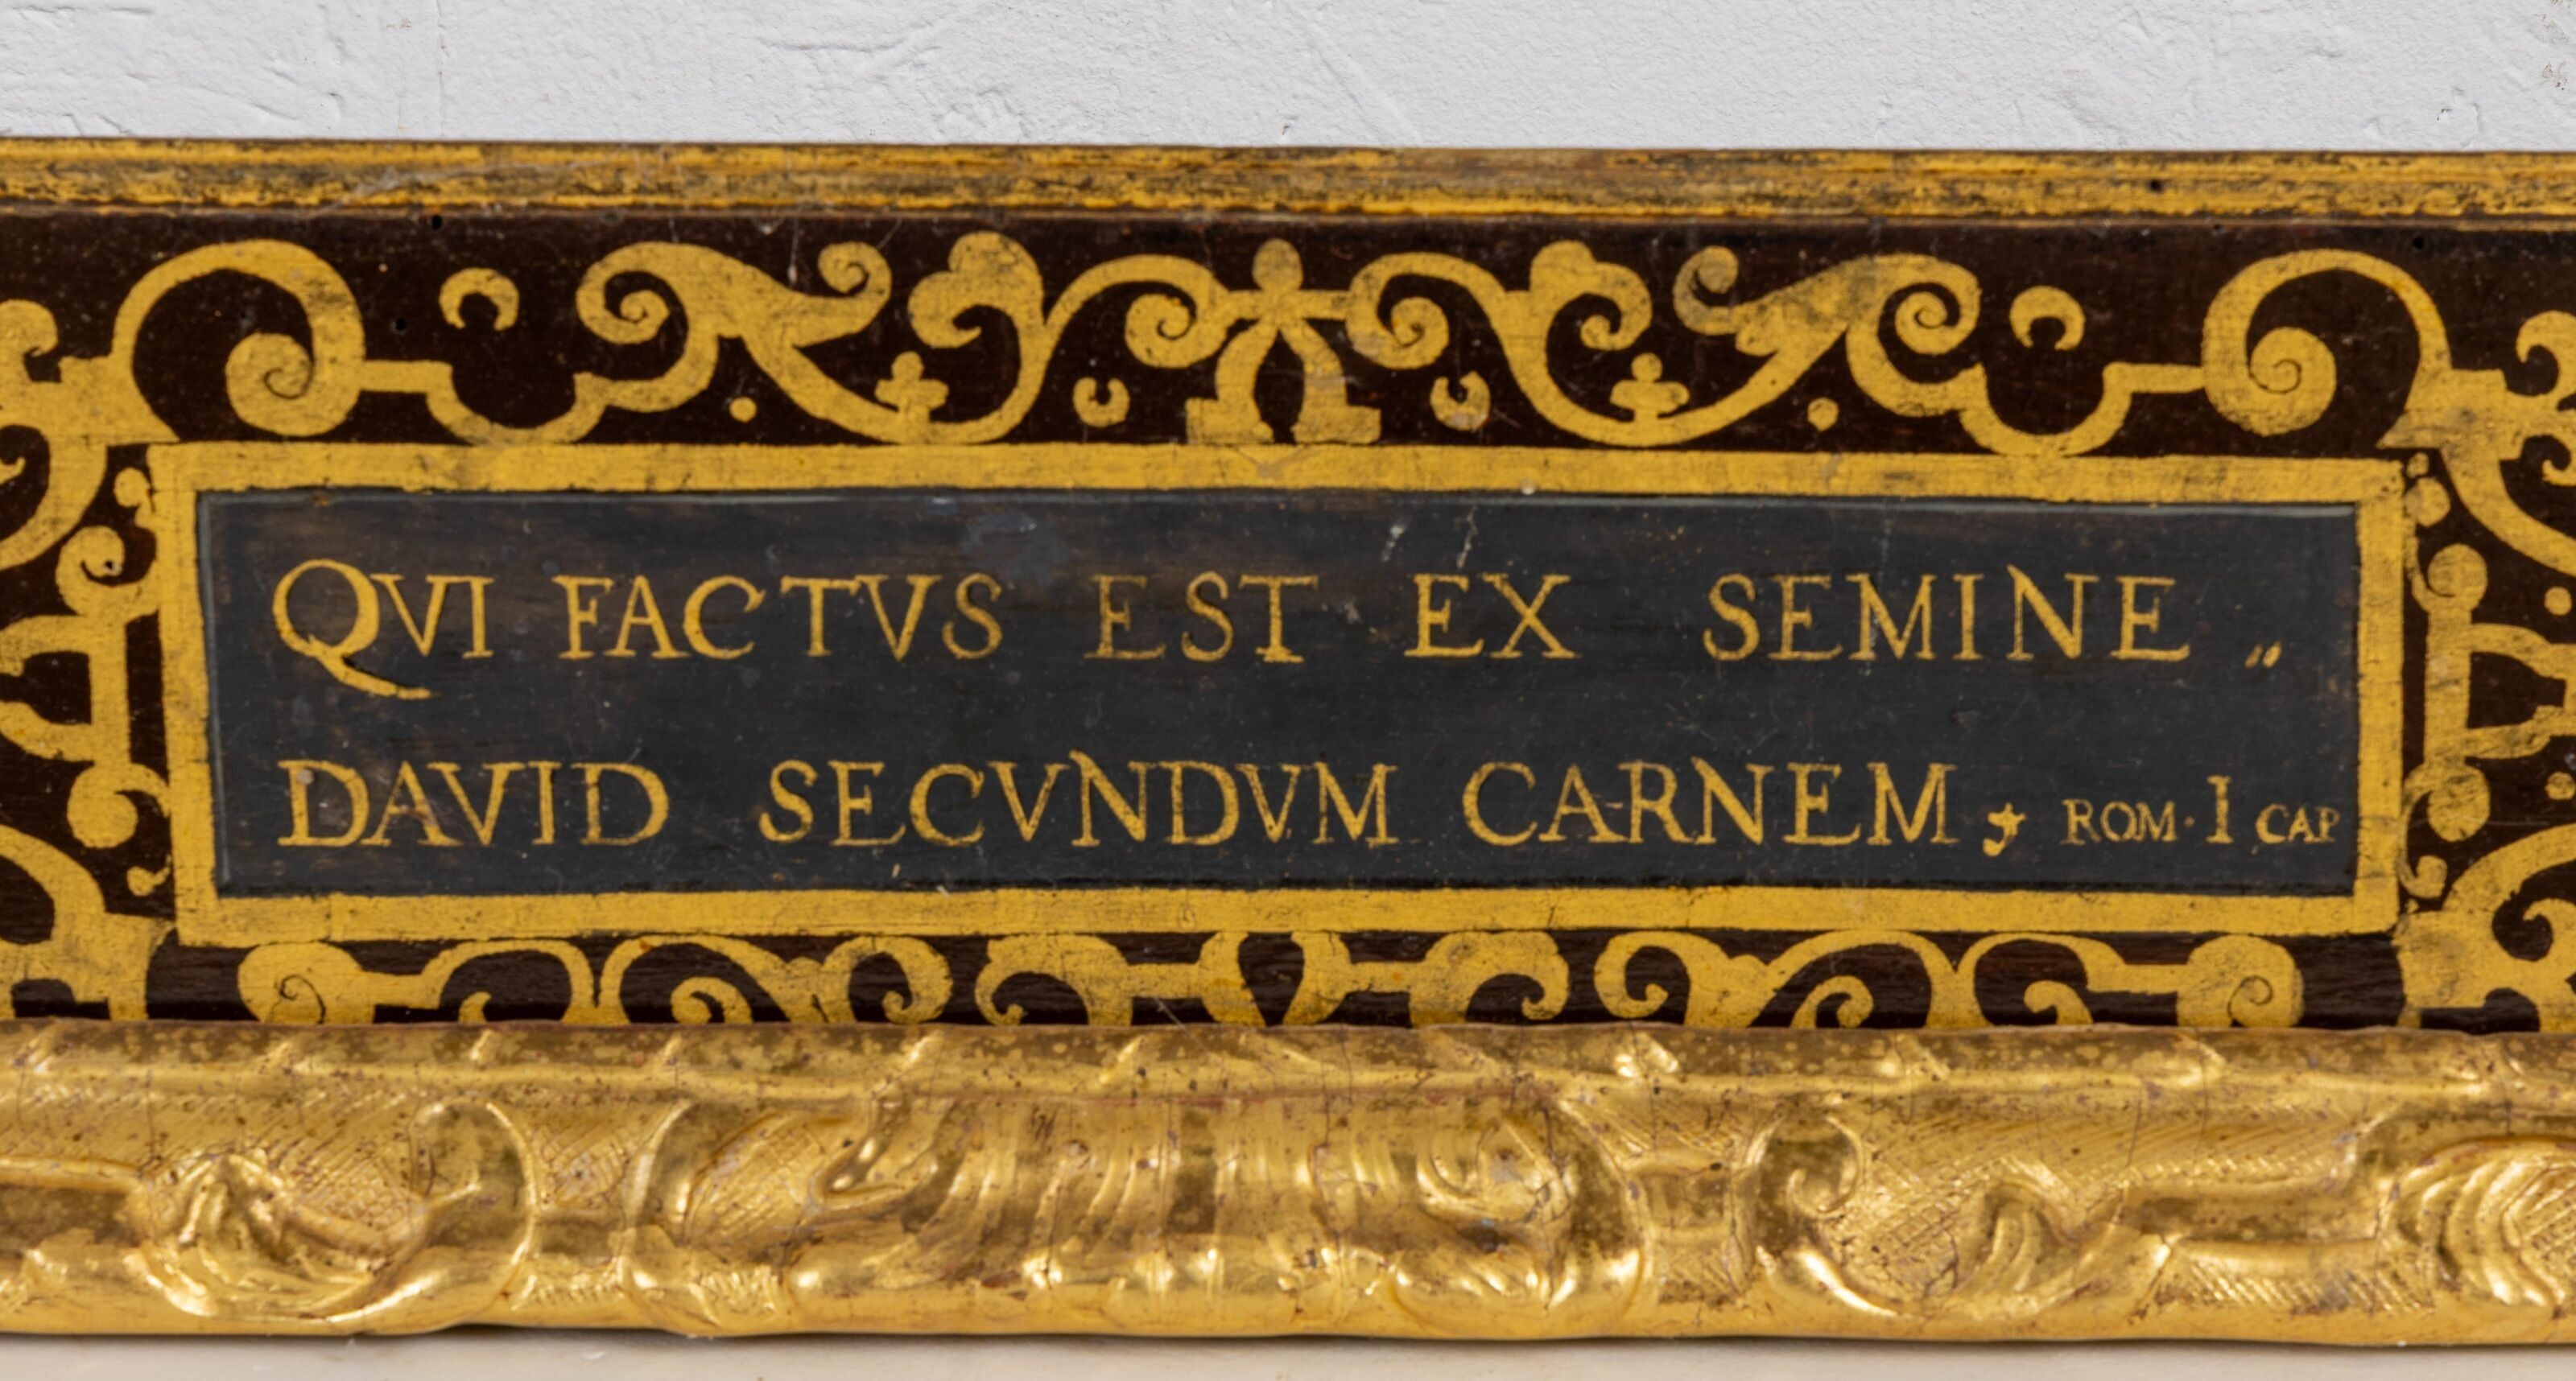 QVI FACTVS EST EX SEMINE „
DAVID SECVNDVM CARNEM, ROM · I CAP